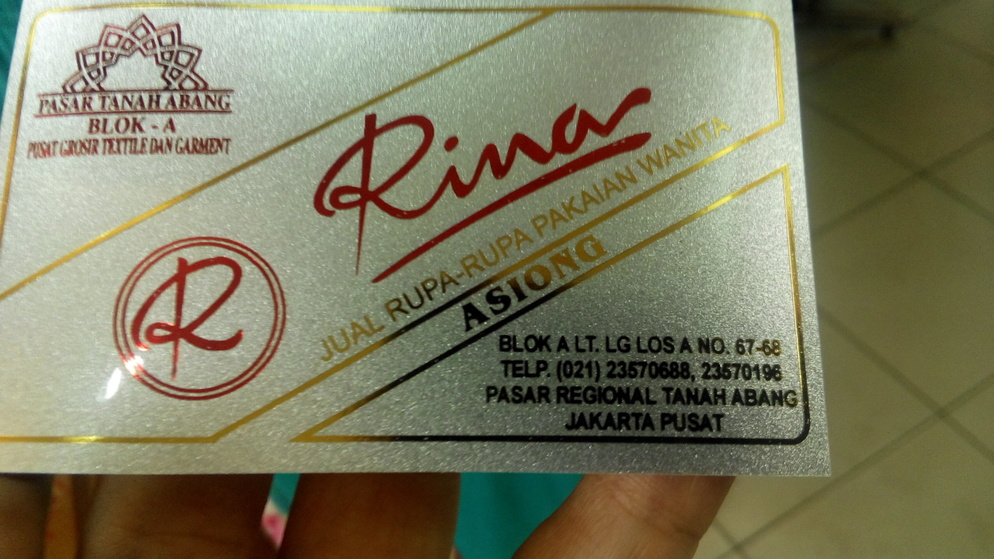 PASAR TANAH ABANG
BLOK - A
PUSAT GROSIR TEXTILE DAN GARMENT
Rina
JUAL RUPA-RUPA PAKAIAN WANITA
R
ASIONG
BLOK A LT. LG LOS A NO. 67-68
TELP. (021) 23570688, 23570196
PASAR REGIONAL TANAH ABANG
JAKARTA PUSAT